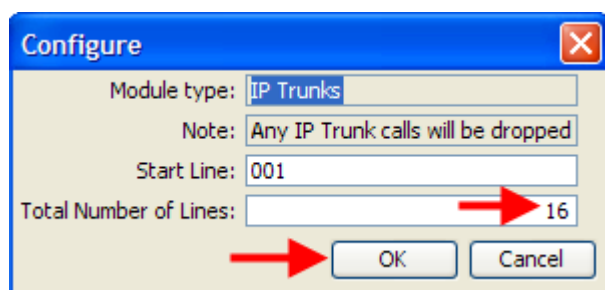 Configure
Module type: IP Trunks
Note: Any IP Trunk calls will be dropped
Start Line: 001
Total Number of Lines: 16
OK Cancel